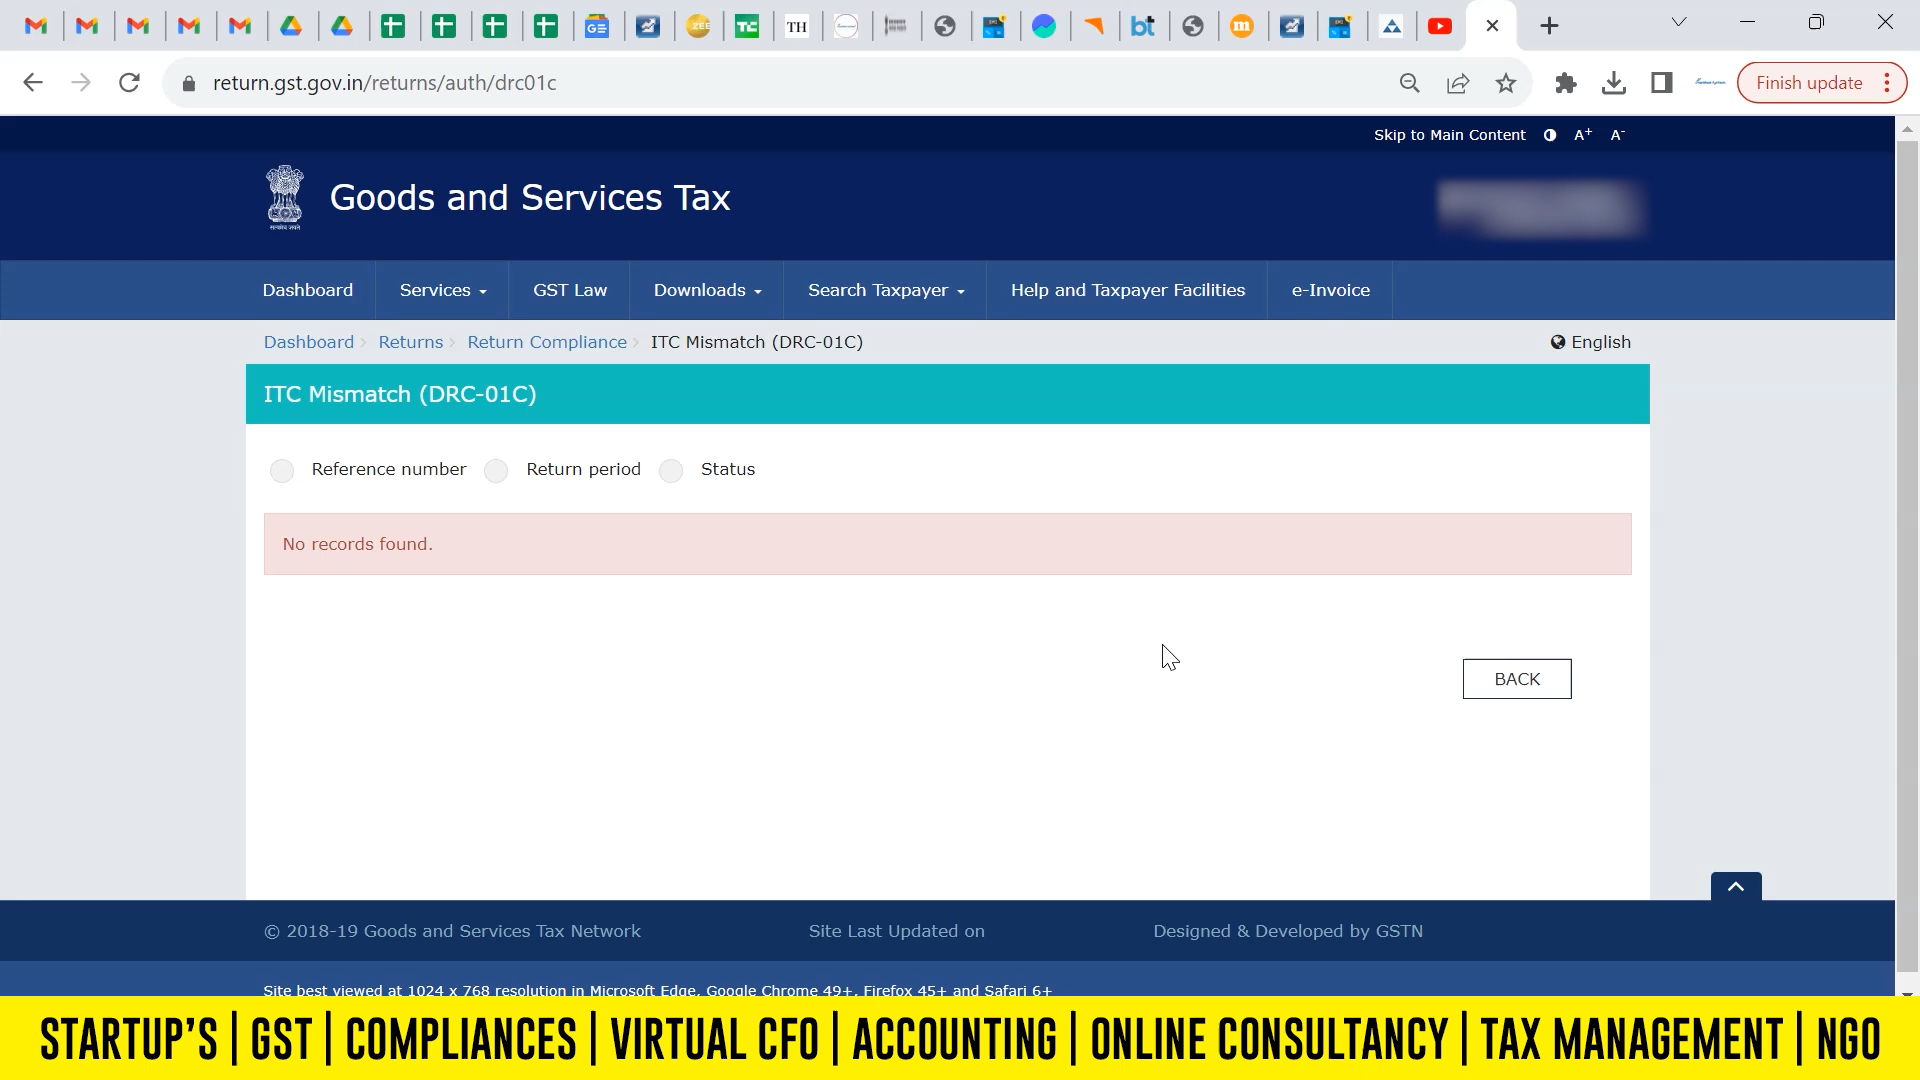 return.gst.gov.in/returns/auth/drc01c
Finish update
Skip to Main Content A+ A-
सत्यमेव जयते
Goods and Services Tax
Dashboard Services GST Law Downloads Search Taxpayer Help and Taxpayer Facilities e-Invoice
Dashboard Returns Return Compliance ITC Mismatch (DRC-01C) English
ITC Mismatch (DRC-01C)
Reference number Return period Status
No records found.
BACK
© 2018-19 Goods and Services Tax Network Site Last Updated on Designed & Developed by GSTN
Site best viewed at 1024 x 768 resolution in Microsoft Edge, Google Chrome 49+, Firefox 45+ and Safari 6+
STARTUP'S | GST | COMPLIANCES | VIRTUAL CFO | ACCOUNTING | ONLINE CONSULTANCY | TAX MANAGEMENT | NGO